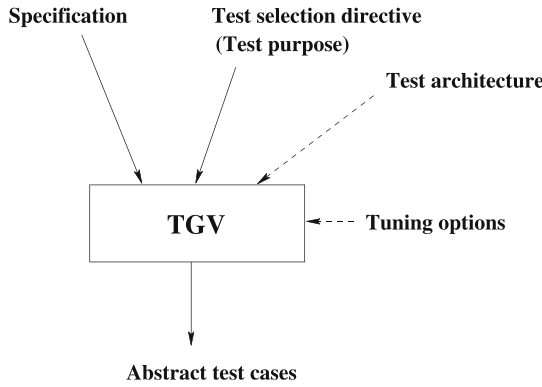 Specification
Test selection directive
(Test purpose)
Test architecture
TGV
Tuning options
Abstract test cases